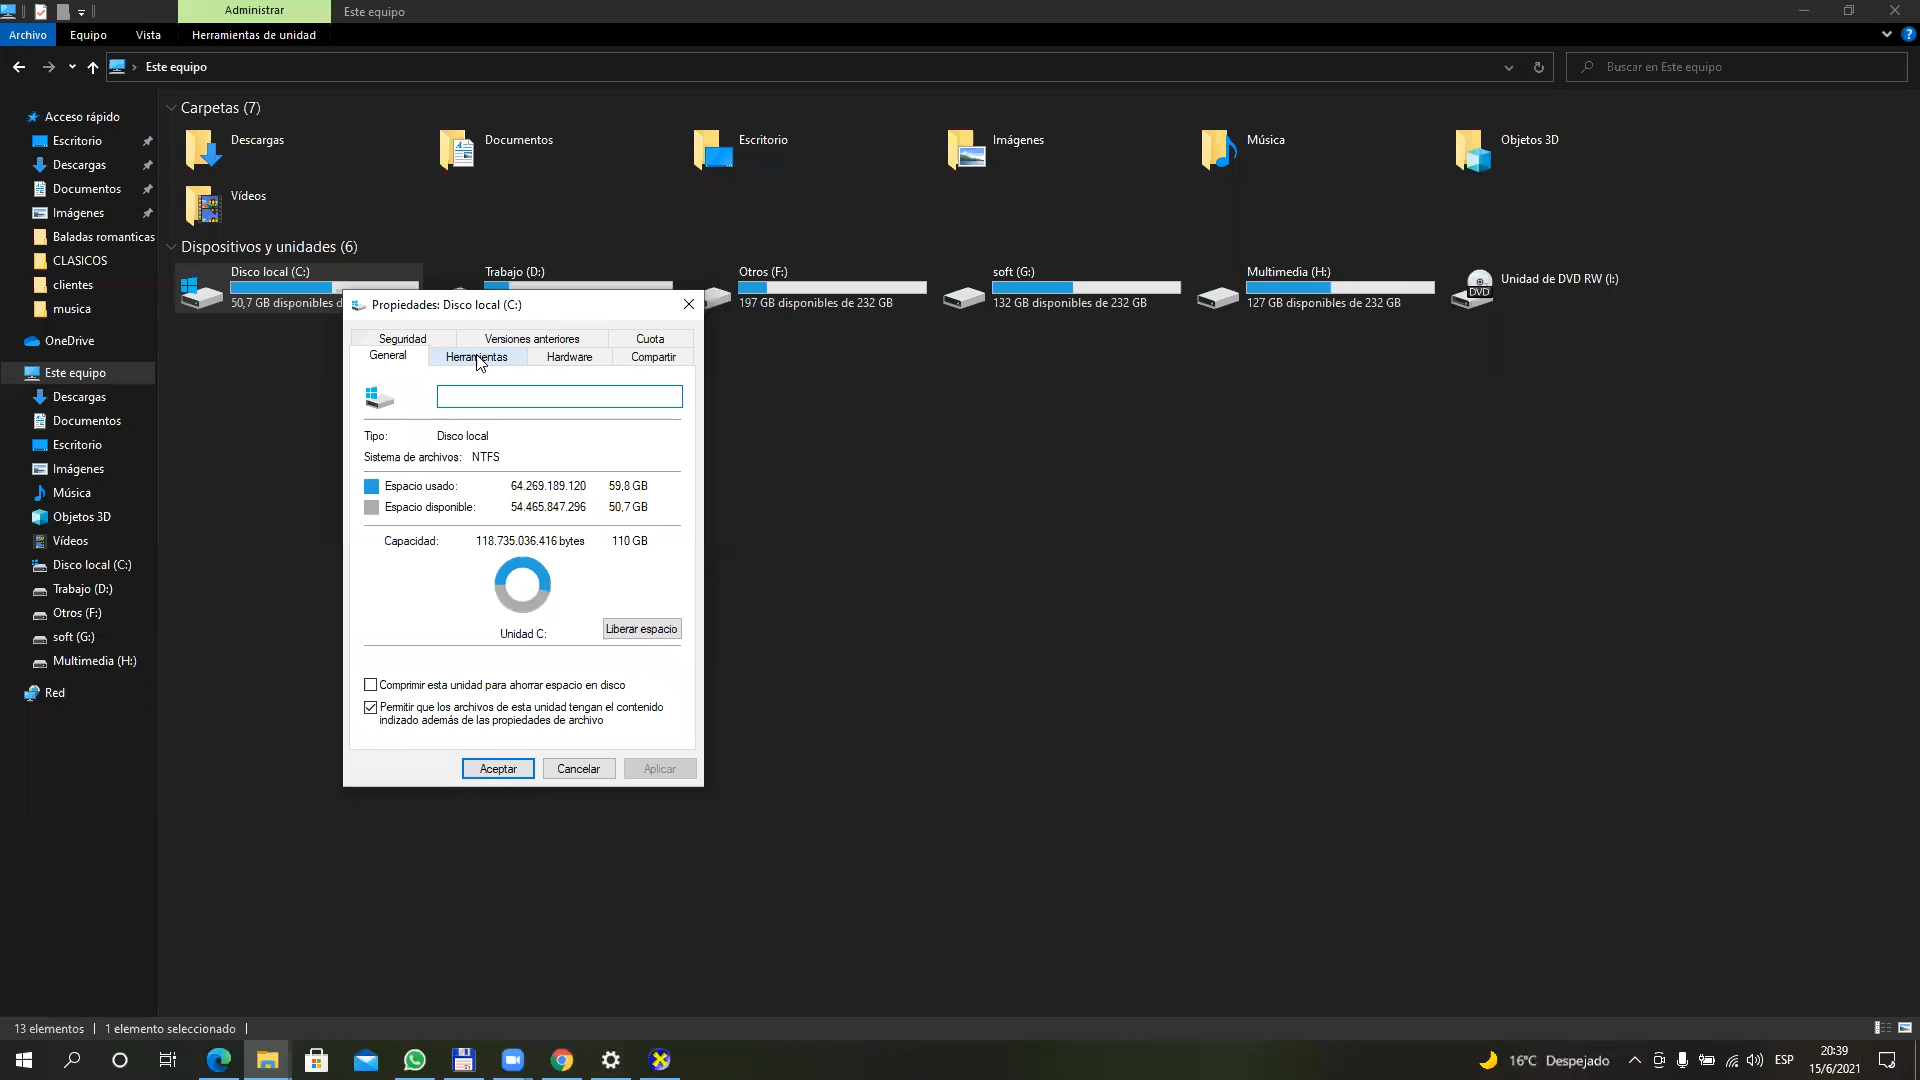 Administrar
Este equipo
Archivo
Equipo
Vista
Herramientas de unidad
Este equipo
Buscar en Este equipo
Acceso rápido
Escritorio
Descargas
Documentos
Imágenes
Baladas romanticas
CLASICOS
clientes
musica
OneDrive
Este equipo
Descargas
Documentos
Escritorio
Imágenes
Música
Objetos 3D
Vídeos
Disco local (C:)
Trabajo (D:)
Otros (F:)
soft (G:)
Multimedia (H:)
Red
Carpetas (7)
Descargas
Documentos
Escritorio
Imágenes
Música
Objetos 3D
Vídeos
Dispositivos y unidades (6)
Disco local (C:)
50,7 GB disponibles d
Trabajo (D:)
Otros (F:)
197 GB disponibles de 232 GB
soft (G:)
132 GB disponibles de 232 GB
Multimedia (H:)
127 GB disponibles de 232 GB
DVD
Unidad de DVD RW (I:)
Propiedades: Disco local (C:)
Seguridad
Versiones anteriores
Cuota
General
Herramientas
Hardware
Compartir
Tipo: Disco local
Sistema de archivos: NTFS
Espacio usado: 64.269.189.120 59,8 GB
Espacio disponible: 54.465.847.296 50,7 GB
Capacidad: 118.735.036.416 bytes 110 GB
Unidad C:
Liberar espacio
Comprimir esta unidad para ahorrar espacio en disco
Permitir que los archivos de esta unidad tengan el contenido
indizado además de las propiedades de archivo
Aceptar
Cancelar
Aplicar
13 elementos
1 elemento seleccionado
16°C Despejado
ESP
20:39
15/6/2021